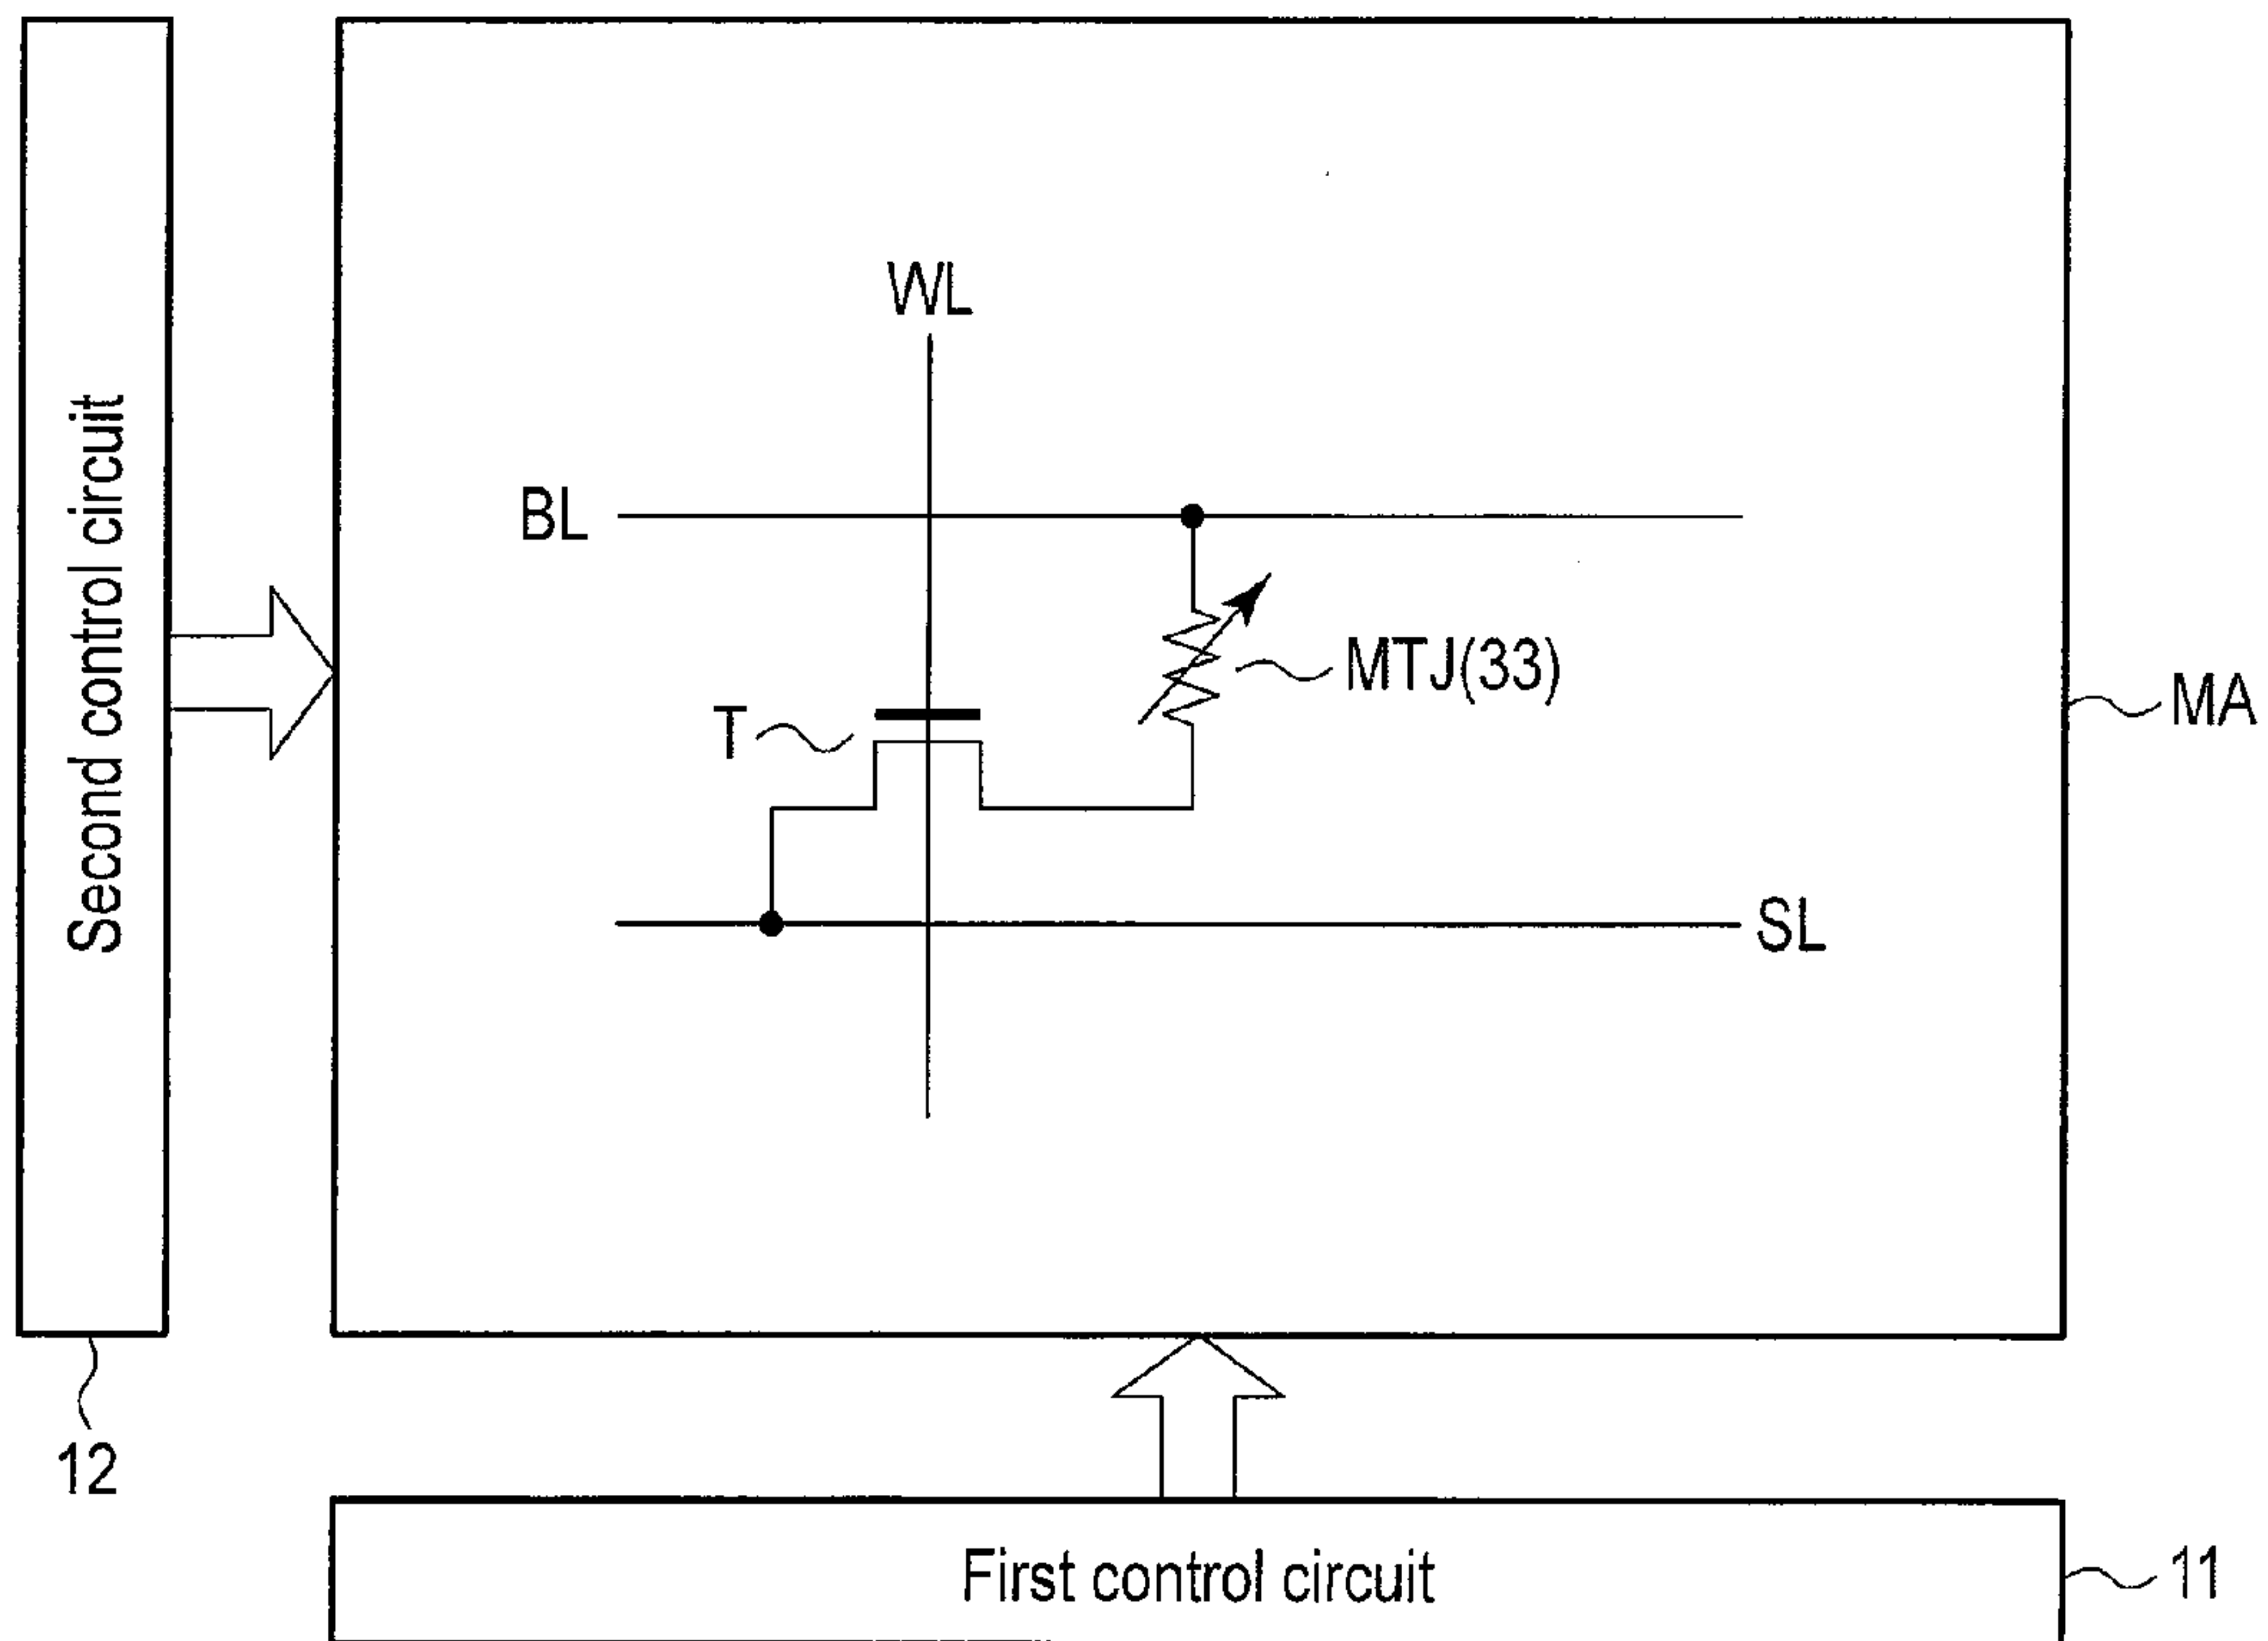 Second control circuit
WL
BL
MTJ(33)
T
MA
SL
12
First control circuit
11